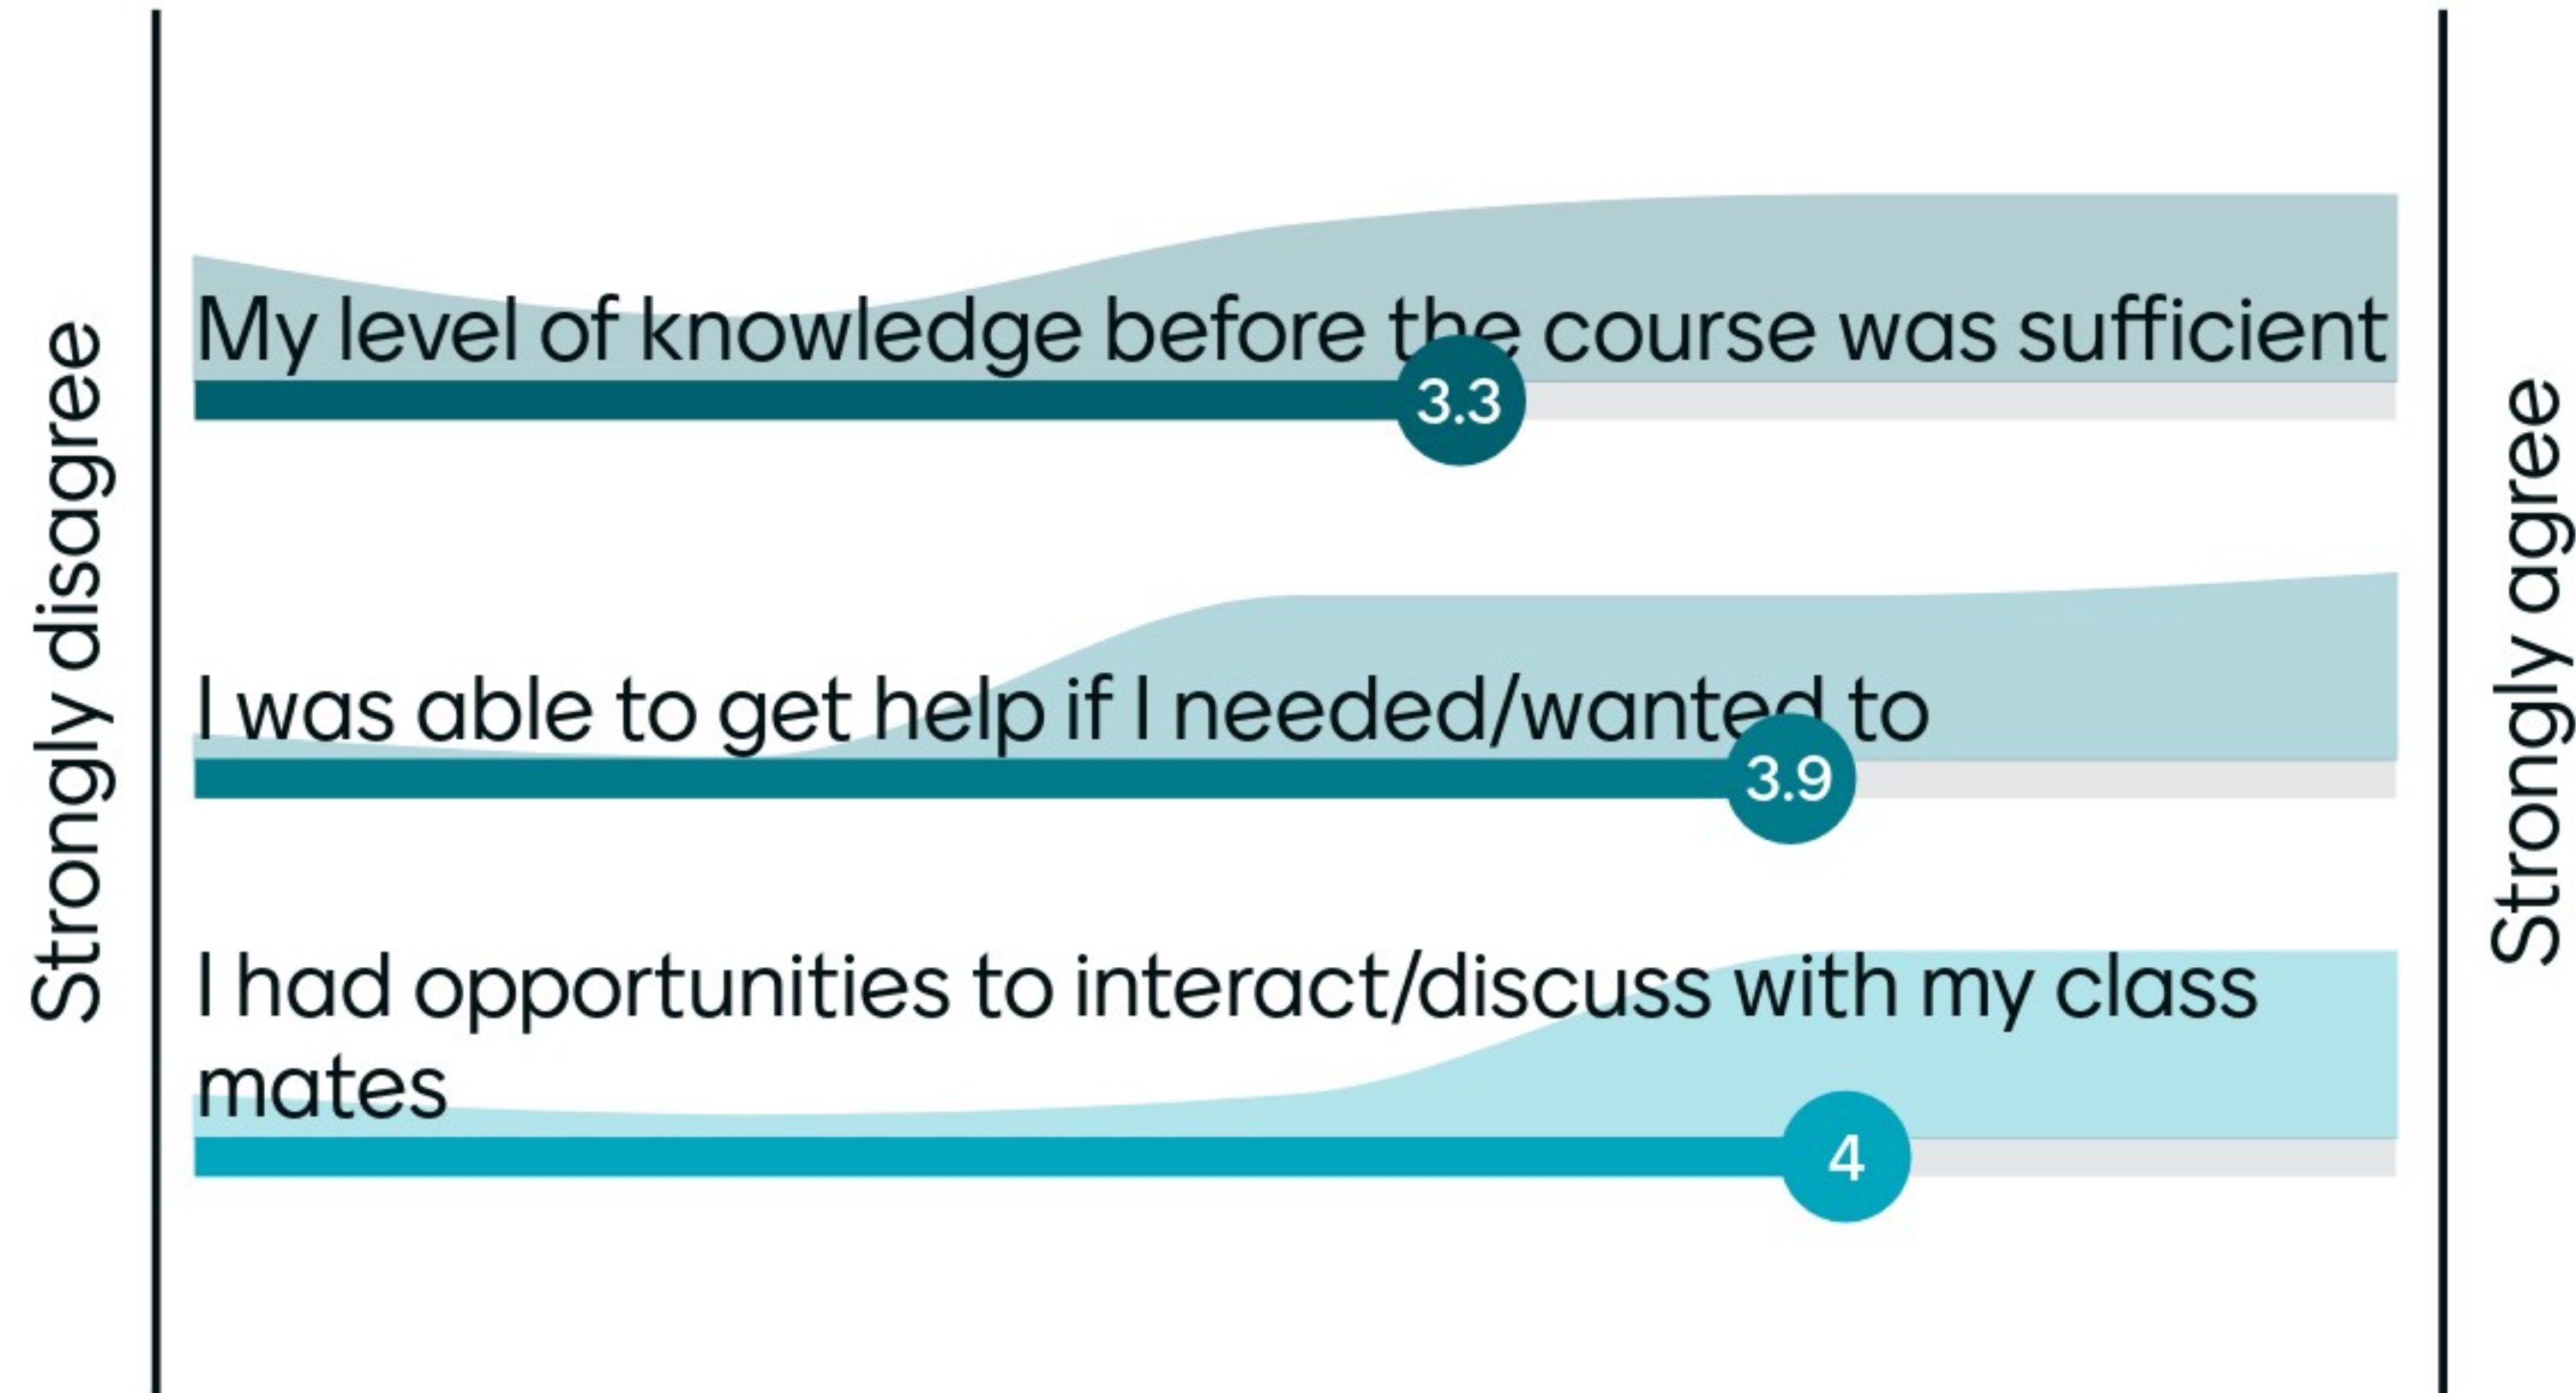 Strongly disagree
My level of knowledge before the course was sufficient
3.3
I was able to get help if I needed/wanted to
3.9
I had opportunities to interact/discuss with my class
mates
4
Strongly agree